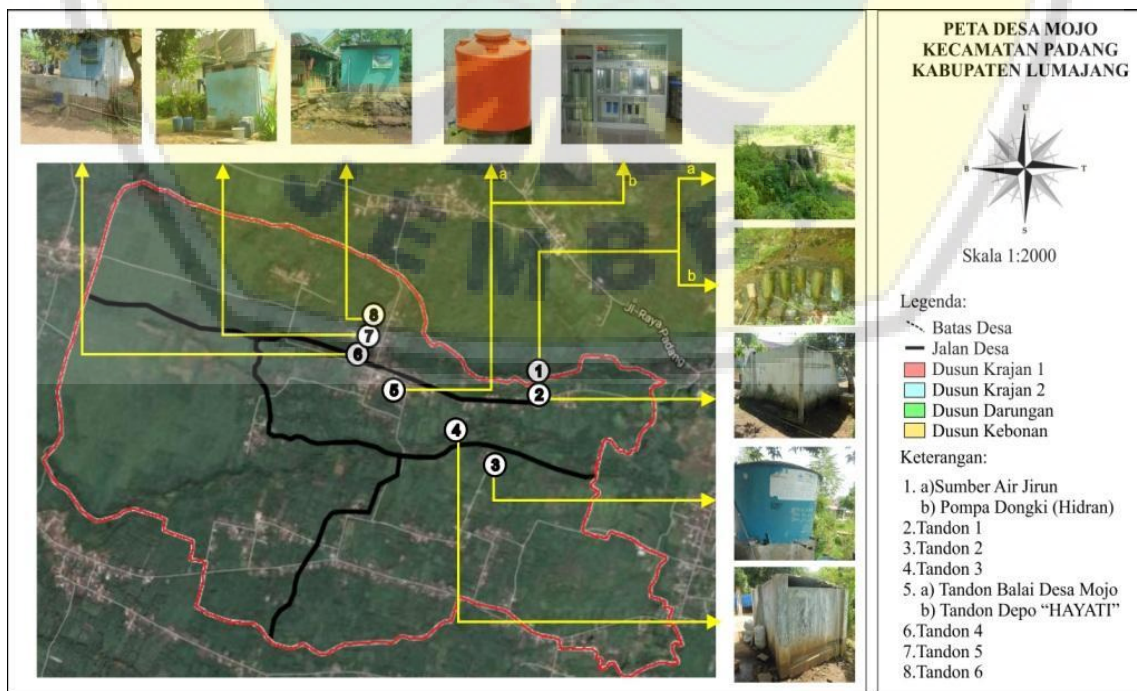 PETA DESA MOJO
KECAMATAN PADANG
KABUPATEN LUMAJANG
U
B
T
S
Skala 1:2000
Legenda:
Batas Desa
Jalan Desa
Dusun Krajan 1
Dusun Krajan 2
Dusun Darungan
Dusun Kebonan
Keterangan:
1. a)Sumber Air Jirun
b) Pompa Dongki (Hidran)
2.Tandon 1
3.Tandon 2
4.Tandon 3
5. a) Tandon Balai Desa Mojo
b) Tandon Depo “HAYATI”
6.Tandon 4
7.Tandon 5
8.Tandon 6
a
b
a
b
Jl-Raya Padang
8
7
6
5
1
2
4
3
JEMBE